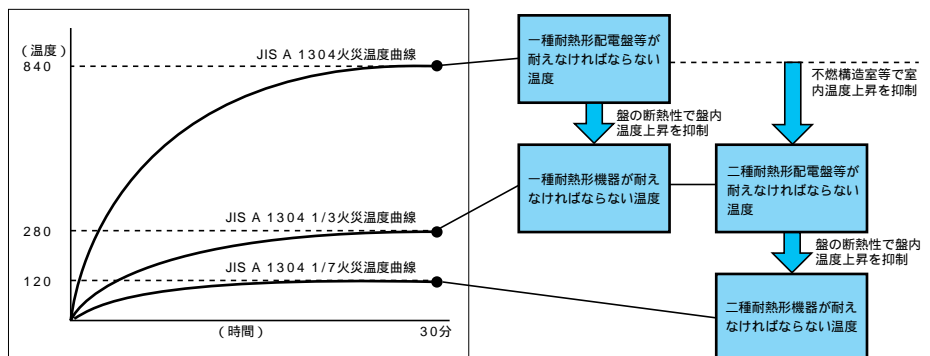 (温度)
840
JIS A 1304火災温度曲線
280
JIS A 1304 1/3火災温度曲線
120
JIS A 1304 1/7火災温度曲線
(時間)
30分
一種耐熱形配電盤等が
耐えなければならない
温度
不燃構造室等で室
内温度上昇を抑制
盤の断熱性で盤内
温度上昇を抑制
一種耐熱形機器が耐え
なければならない温度
二種耐熱形配電盤等が
耐えなければならない
温度
盤の断熱性で盤内
温度上昇を抑制
二種耐熱形機器が耐え
なければならない温度